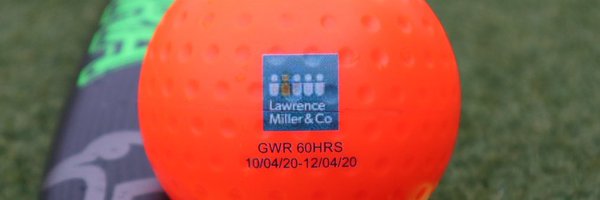 Lawrence
Miller & Co
GWR 60HRS
10/04/20-12/04/20